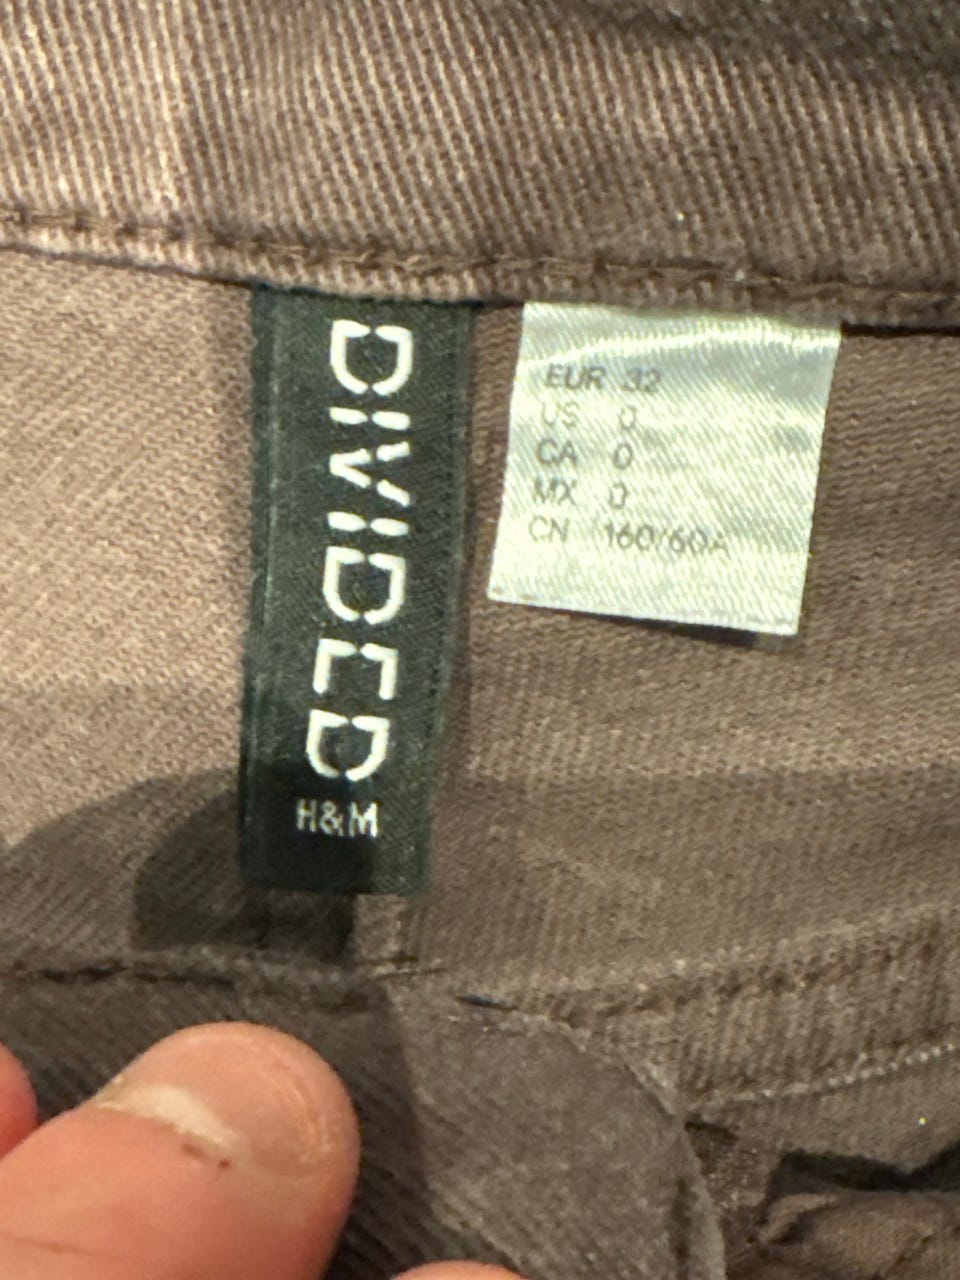 DIVIDED
H&M
EUR 32
US 0
CA 0
MX 0
CN 160/60A